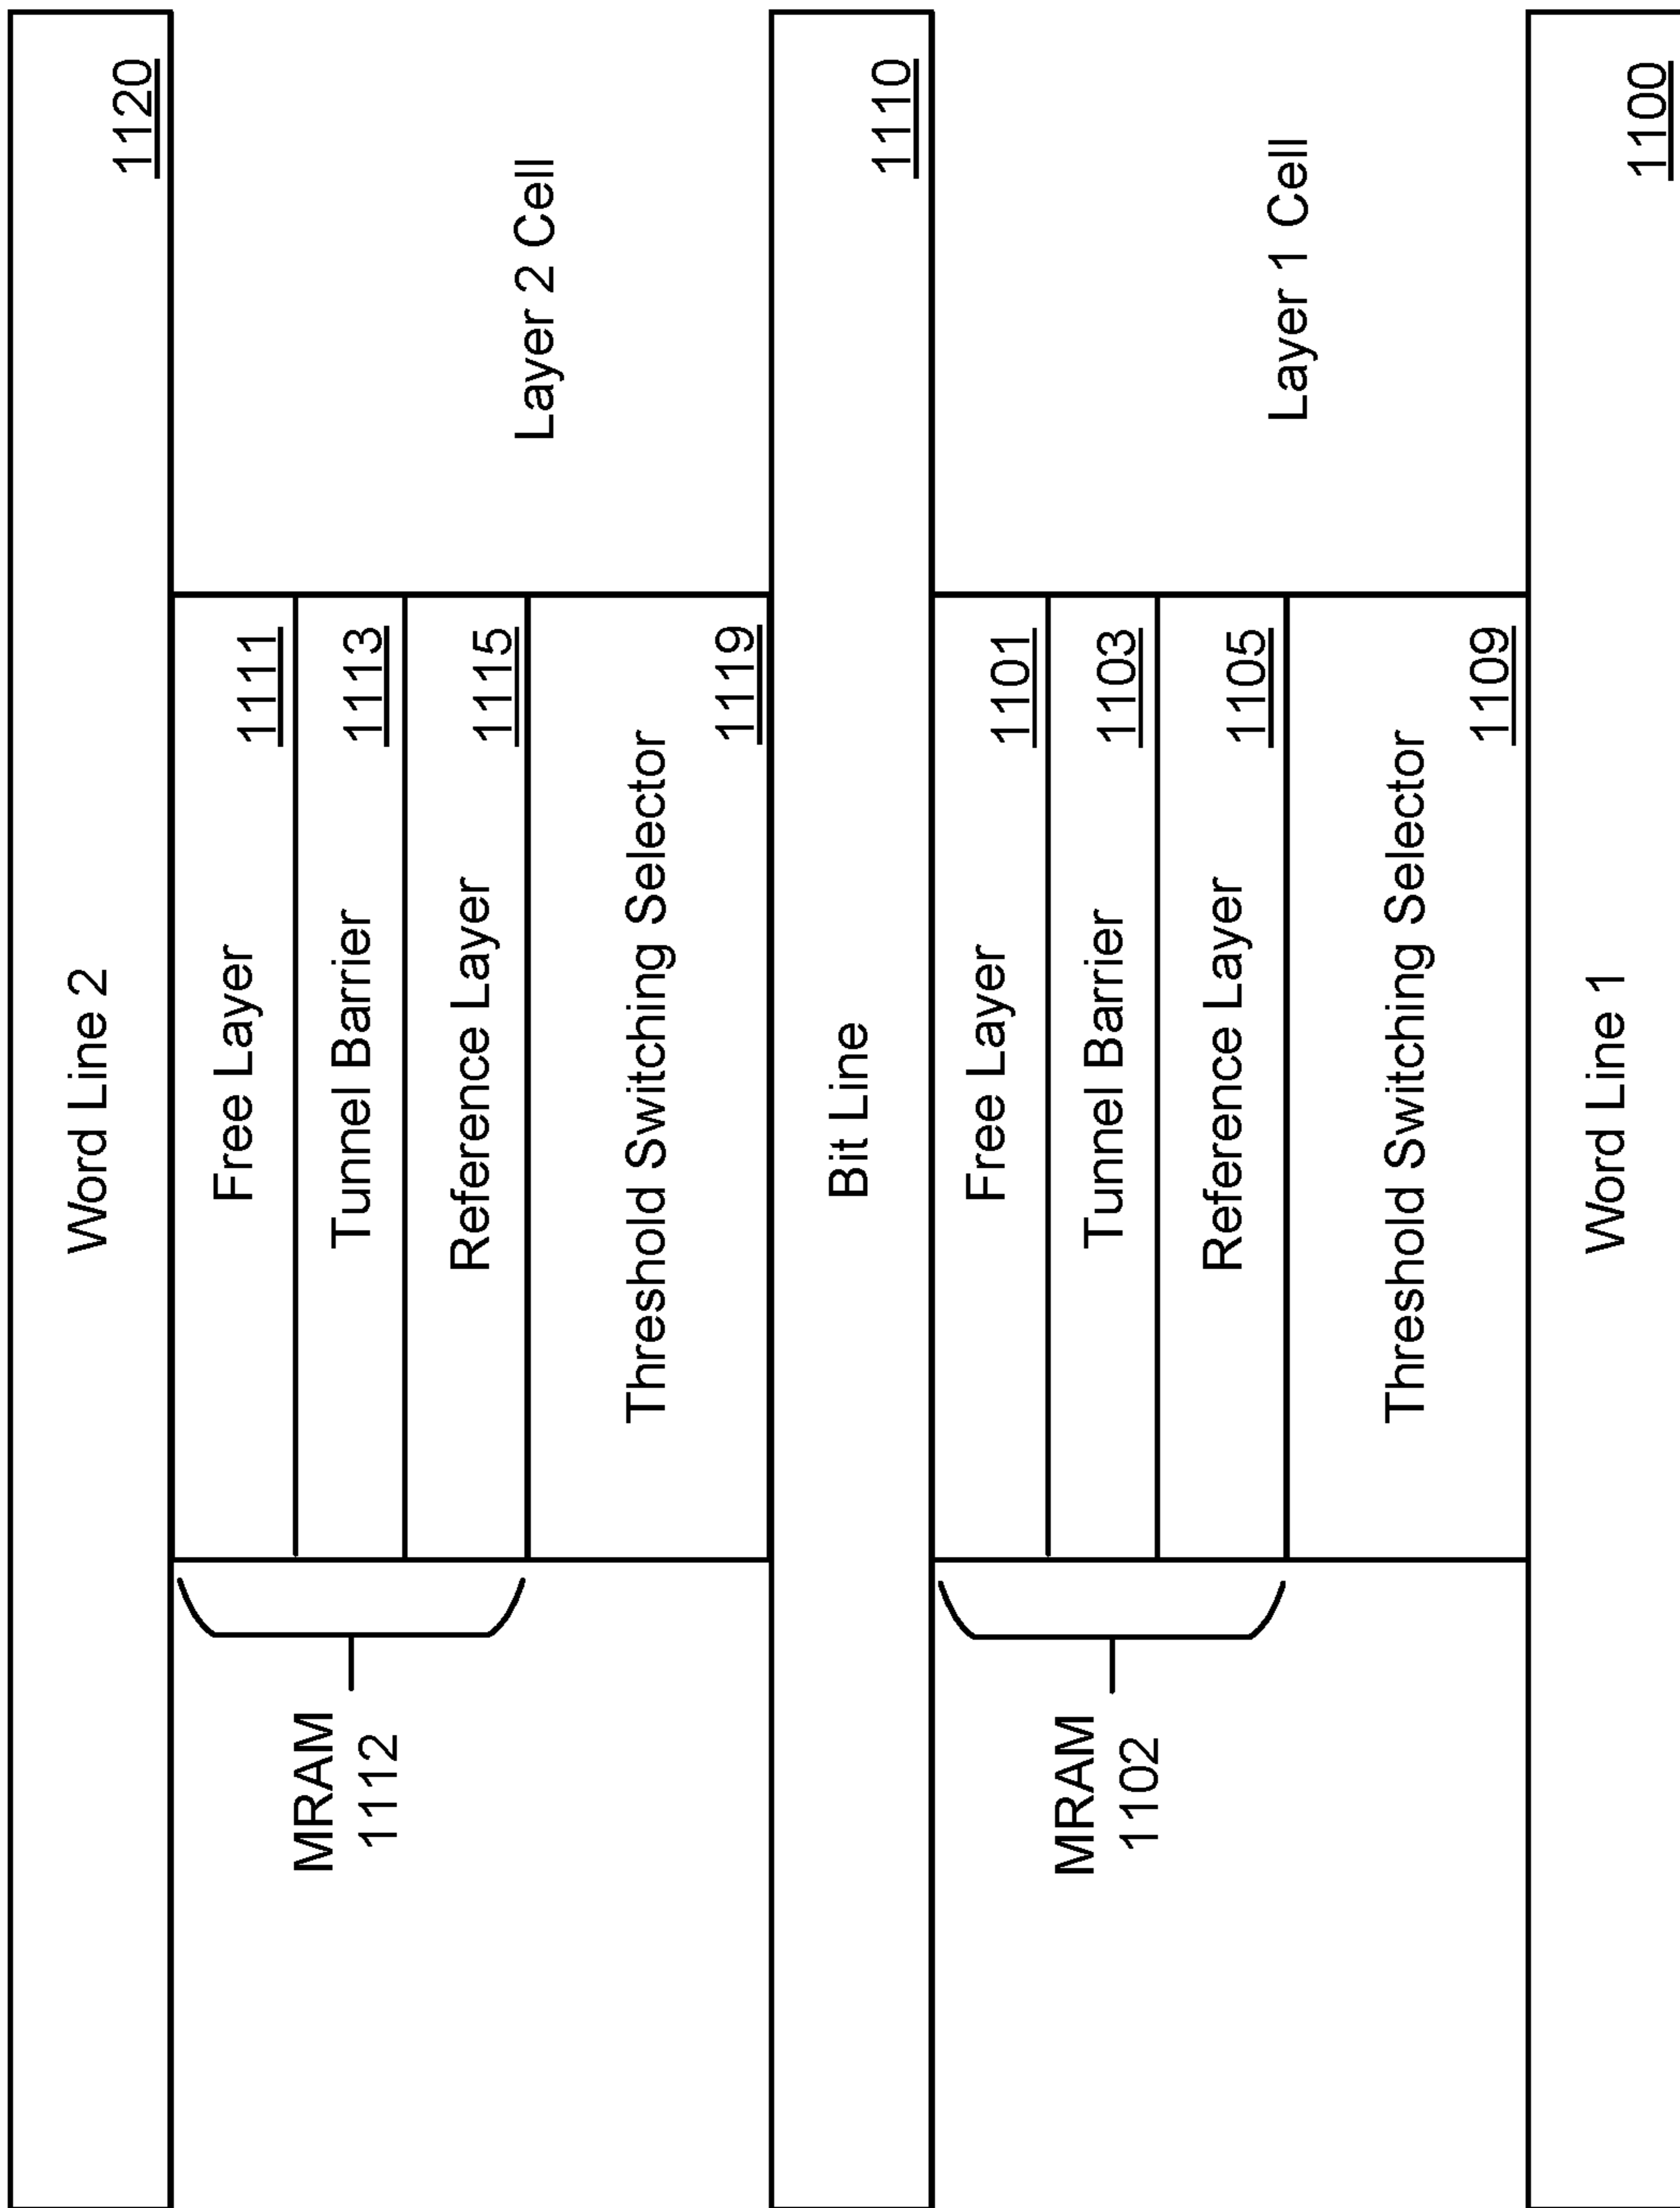 Word Line 2
1120
Free Layer
1111
Tunnel Barrier
1113
Reference Layer
1115
Threshold Switching Selector
1119
MRAM
1112
Layer 2 Cell
Bit Line
1110
Free Layer
1101
Tunnel Barrier
1103
Reference Layer
1105
Threshold Switching Selector
1109
MRAM
1102
Layer 1 Cell
Word Line 1
1100